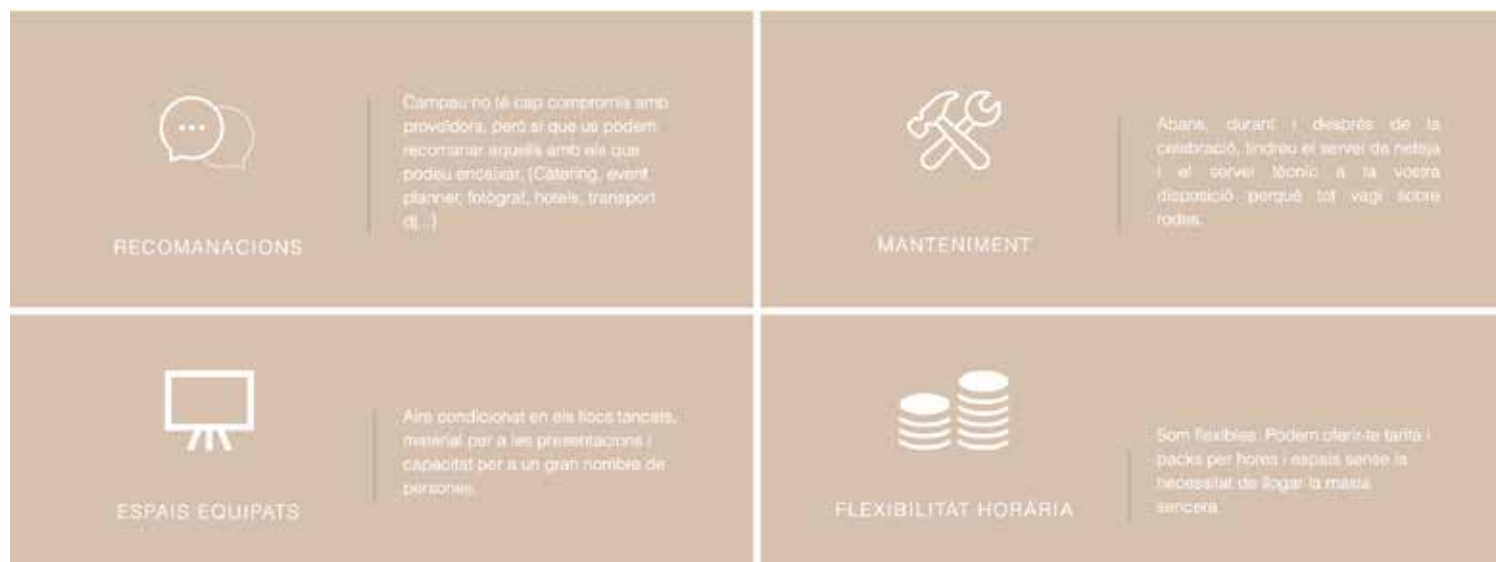 Campau no té cap compromís amb
proveïdors, però sí que us podem
recomanar aquells amb els que
podeu encaixar. (Càtering, event
planner, fotògraf, hotels, transport
dj...)
RECOMANACIONS
Abans, durant i després de la
celebració, tindreu el servei de neteja
i el servei tècnic a la vostra
disposició perquè tot vagi sobre
rodes.
MANTENIMENT
Aire condicionat en els llocs tancats,
material per a les presentacions i
capacitat per a un gran nombre de
persones.
ESPAIS EQUIPATS
Som flexibles. Podem oferir-te tarifa i
packs per hores i espais sense la
necessitat de llogar la masia
sencera.
FLEXIBILITAT HORÀRIA